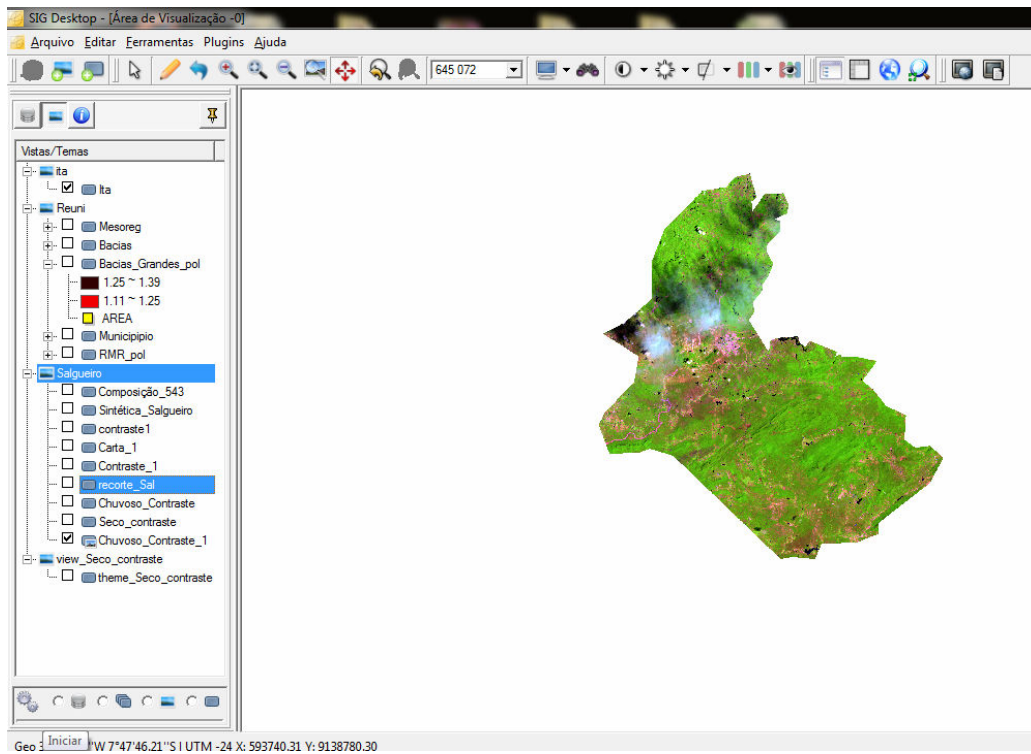 SIG Desktop - [Área de Visualização -0]
Arquivo Editar Ferramentas Plugins Ajuda
645 072
Vistas/Temas
ita
Ita
Reuni
Mesoreg
Bacias
Bacias_Grandes_pol
1.25 ~ 1.39
1.11 ~ 1.25
AREA
Municipipio
RMR_pol
Salgueiro
Composição_543
Sintética_Salgueiro
contraste1
Carta_1
Contraste_1
recorte_Sal
Chuvoso_Contraste
Seco_contraste
Chuvoso_Contraste_1
view_Seco_contraste
theme_Seco_contraste
Iniciar
Geo 'W 7°47'46.21''S | UTM -24 X: 593740.31 Y: 9138780.30